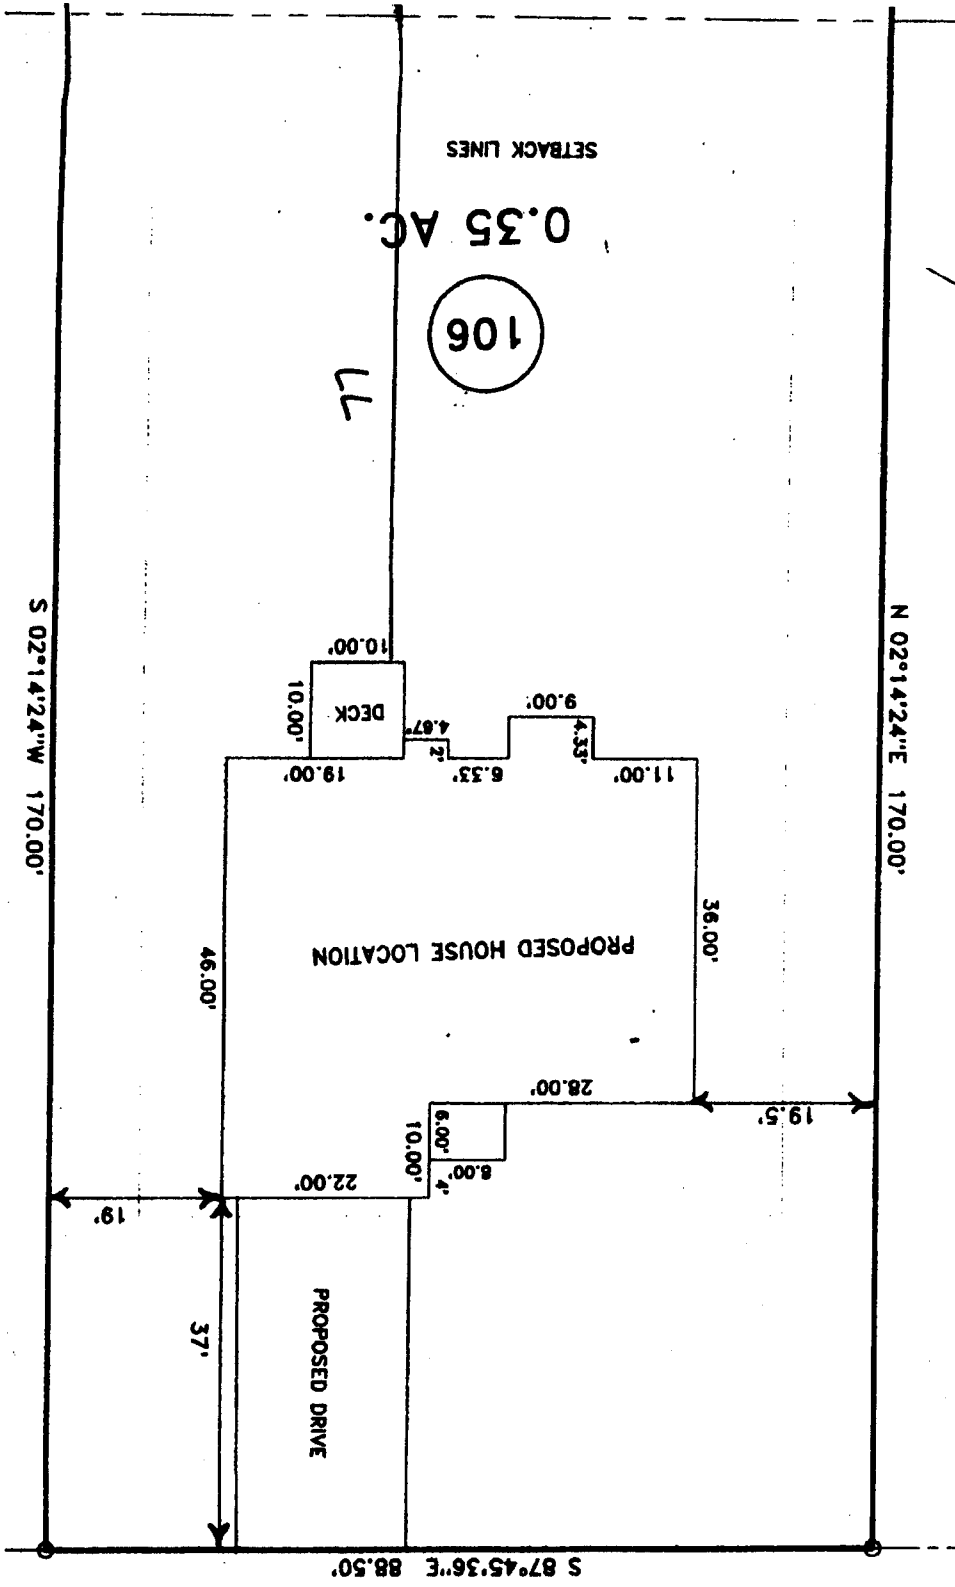 S 87°45'36"E 88.50'
PROPOSED DRIVE
37'
19'
22.00'
4'
8.00'
10.00'
6.00'
19.5'
28.00'
46.00'
PROPOSED HOUSE LOCATION
36.00'
S 02°14'24"W 170.00'
N 02°14'24"E 170.00'
11.00'
6.33'
19.00'
4.33'
9.00'
2'
4.67'
DECK
10.00'
10.00'
77
106
0.35 AC.
SETBACK LINES